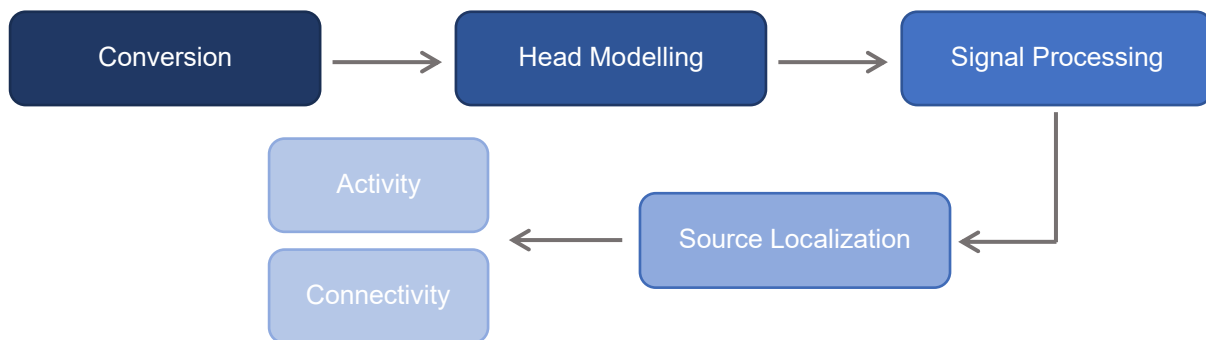 Conversion
Head Modelling
Signal Processing
Activity
Source Localization
Connectivity